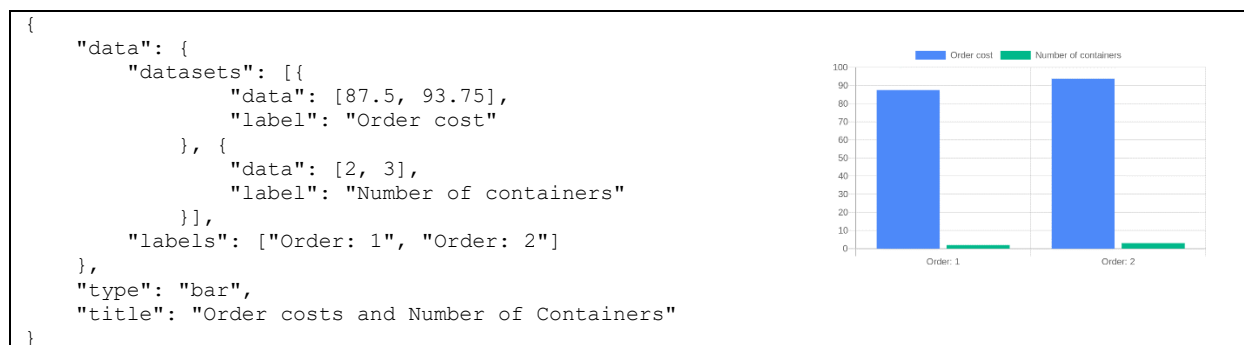 {
    "data": {
        "datasets": [{
                "data": [87.5, 93.75],
                "label": "Order cost"
            }, {
                "data": [2, 3],
                "label": "Number of containers"
            }],
        "labels": ["Order: 1", "Order: 2"]
    },
    "type": "bar",
    "title": "Order costs and Number of Containers"
}
Order cost Number of containers
100
90
80
70
60
50
40
30
20
10
0
Order: 1 Order: 2